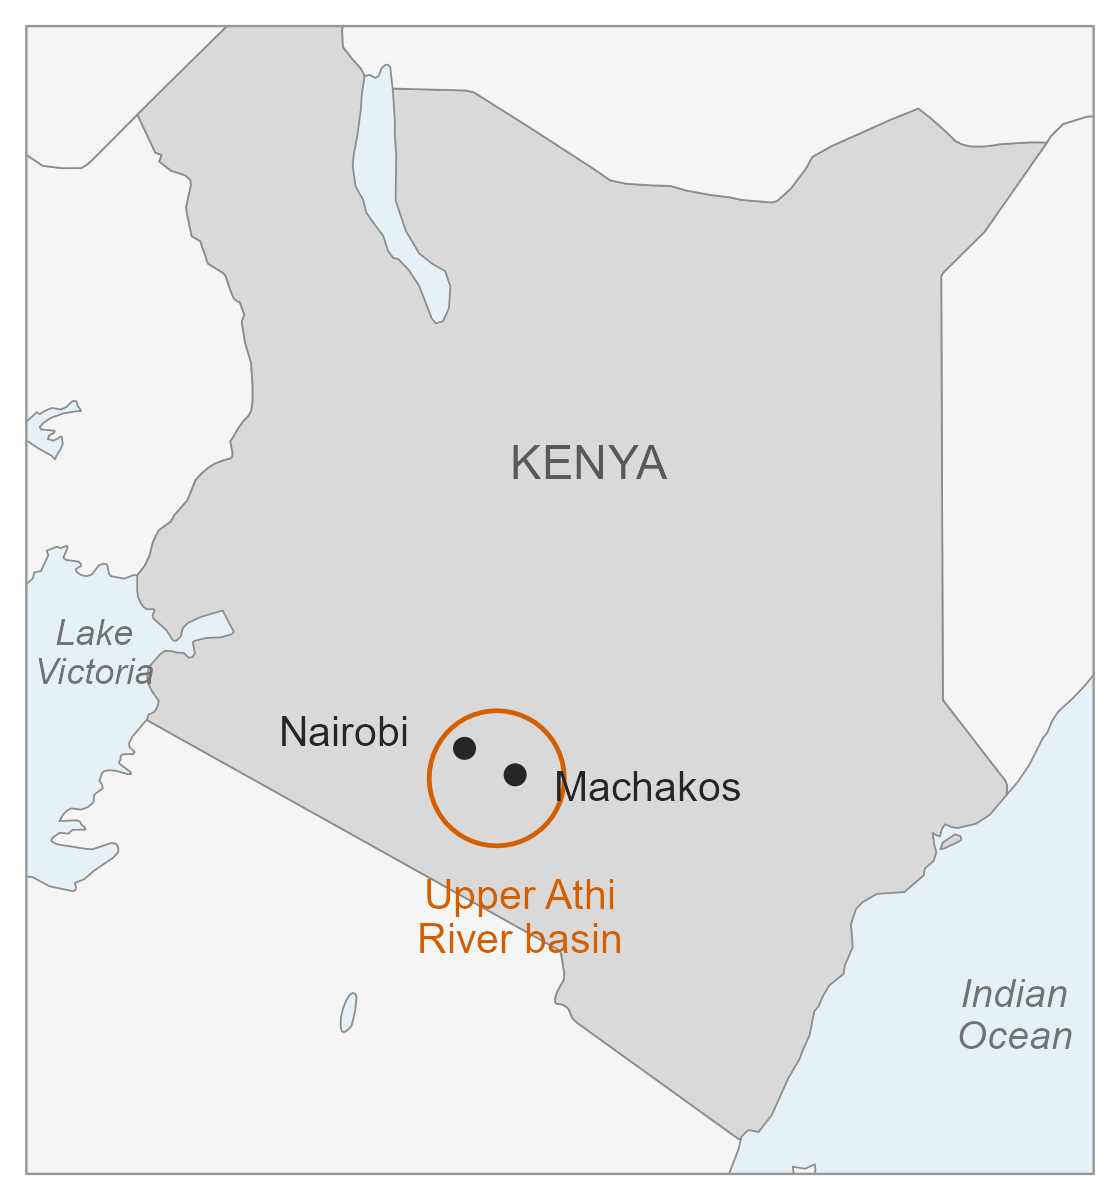 KENYA
Lake
Victoria
Nairobi
Machakos
Upper Athi
River basin
Indian
Ocean